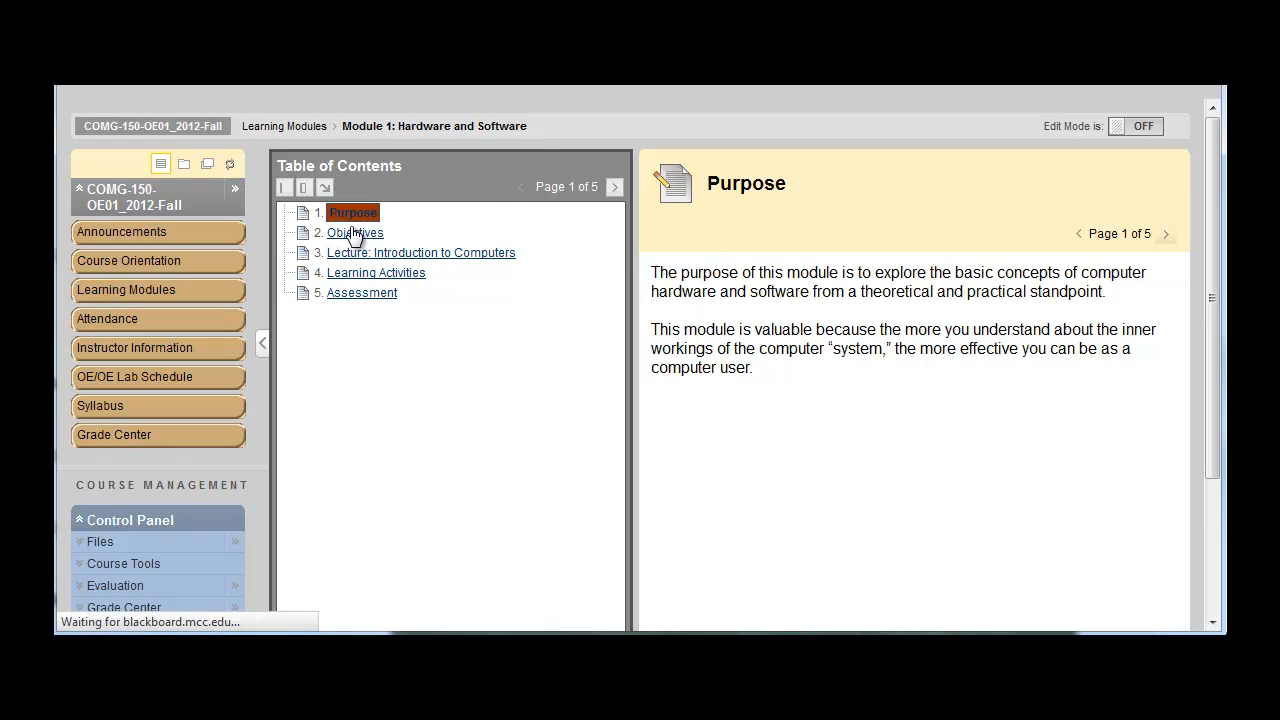 COMG-150-OE01_2012-Fall
Learning Modules > Module 1: Hardware and Software
Edit Mode is:
OFF
COMG-150-
OE01_2012-Fall
Announcements
Course Orientation
Learning Modules
Attendance
Instructor Information
OE/OE Lab Schedule
Syllabus
Grade Center
COURSE MANAGEMENT
Control Panel
Files
Course Tools
Evaluation
Grade Center
Waiting for blackboard.mcc.edu...
Table of Contents
Page 1 of 5
1. Purpose
2. Objectives
3. Lecture: Introduction to Computers
4. Learning Activities
5. Assessment
Purpose
Page 1 of 5
The purpose of this module is to explore the basic concepts of computer
hardware and software from a theoretical and practical standpoint.
This module is valuable because the more you understand about the inner
workings of the computer “system,” the more effective you can be as a
computer user.